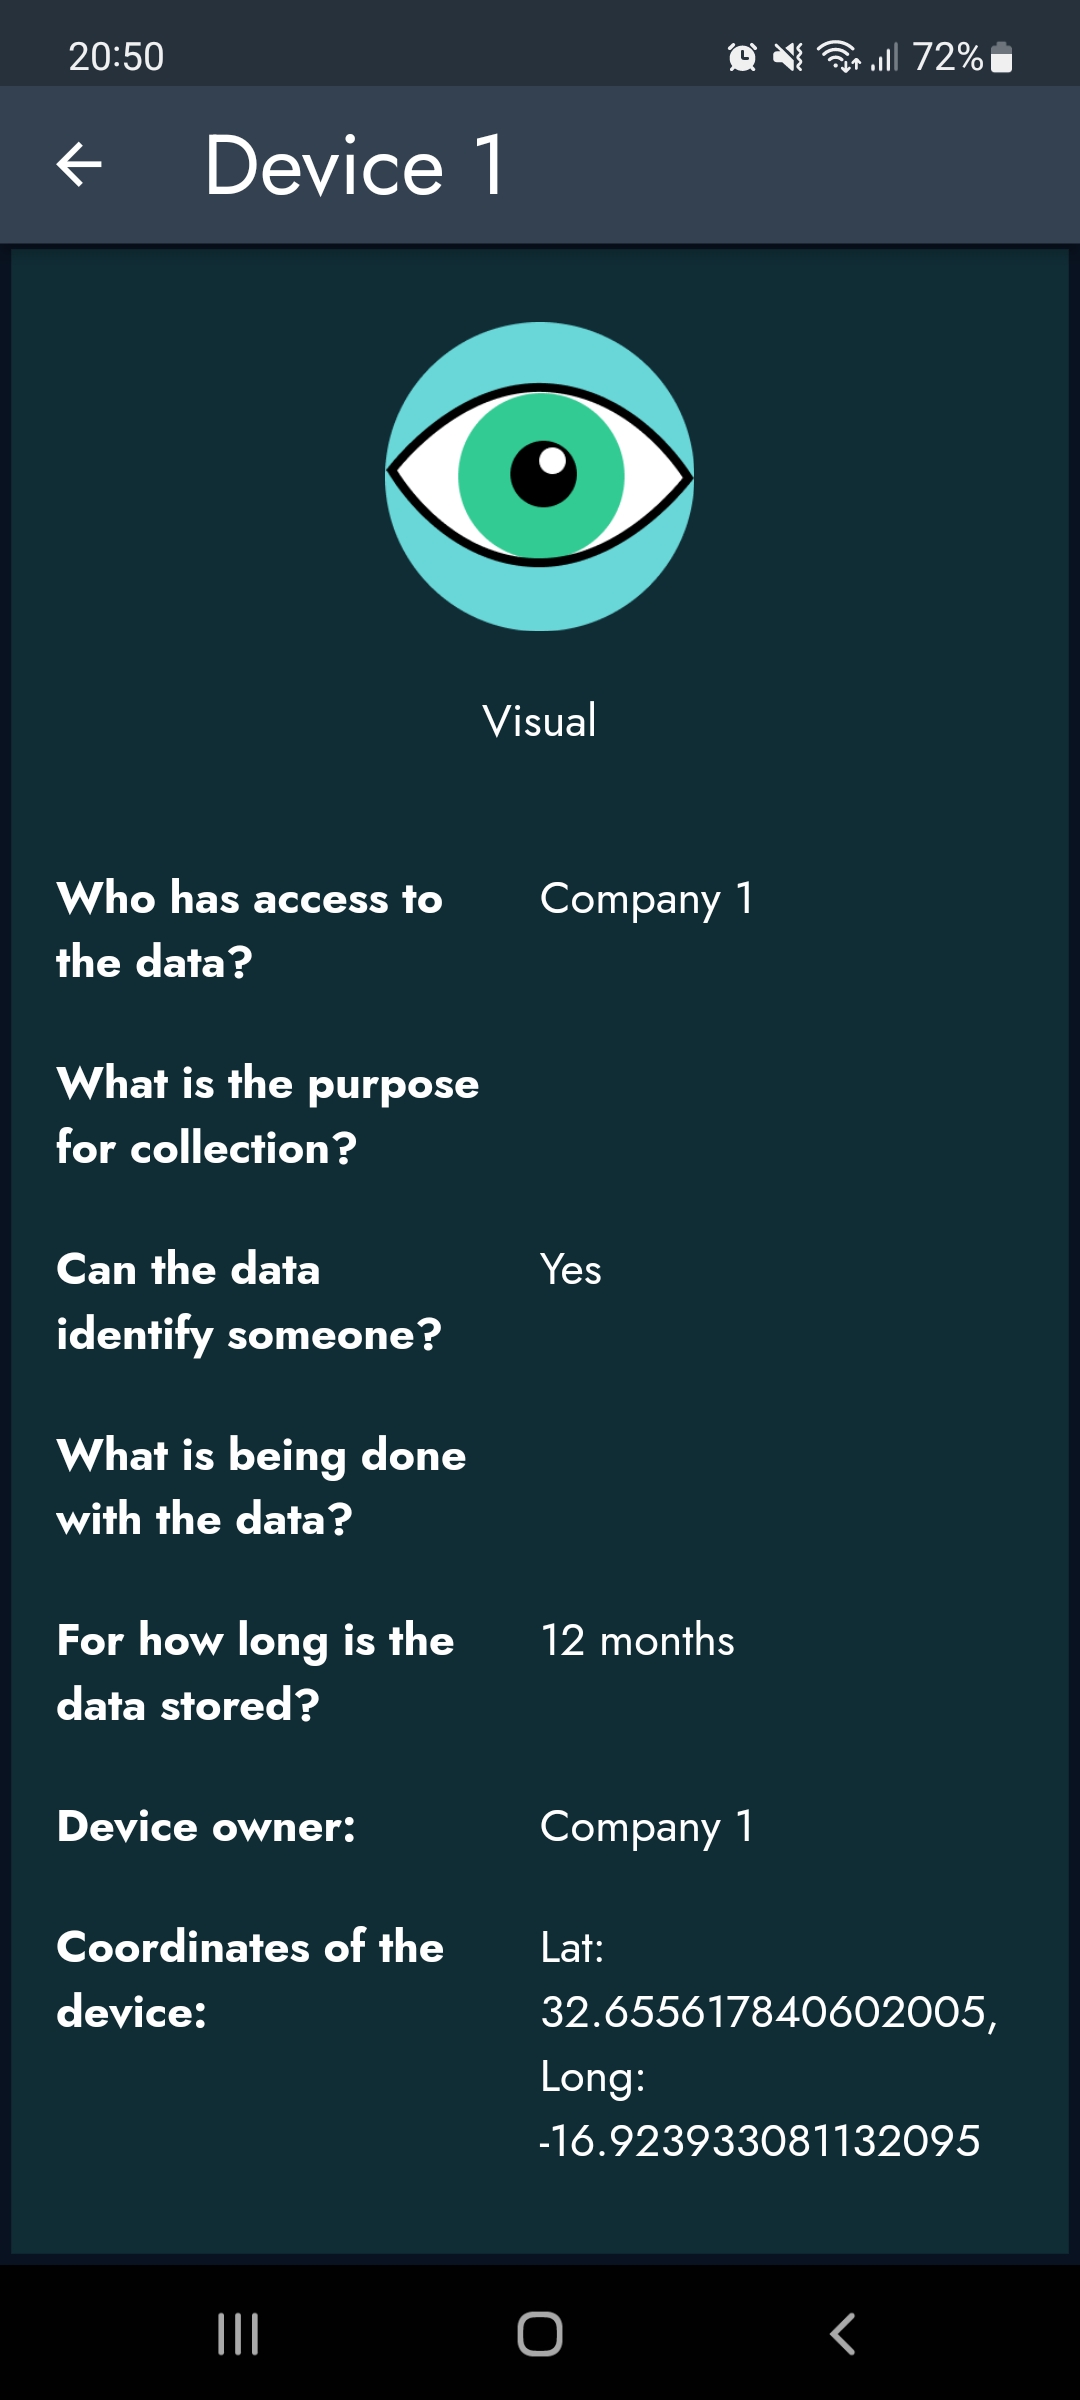 20:50
72%
Device 1
Visual
Who has access to
the data?
Company 1
What is the purpose
for collection?
Can the data
identify someone?
Yes
What is being done
with the data?
For how long is the
data stored?
12 months
Device owner:
Company 1
Coordinates of the
device:
Lat:
32.655617840602005,
Long:
-16.923933081132095